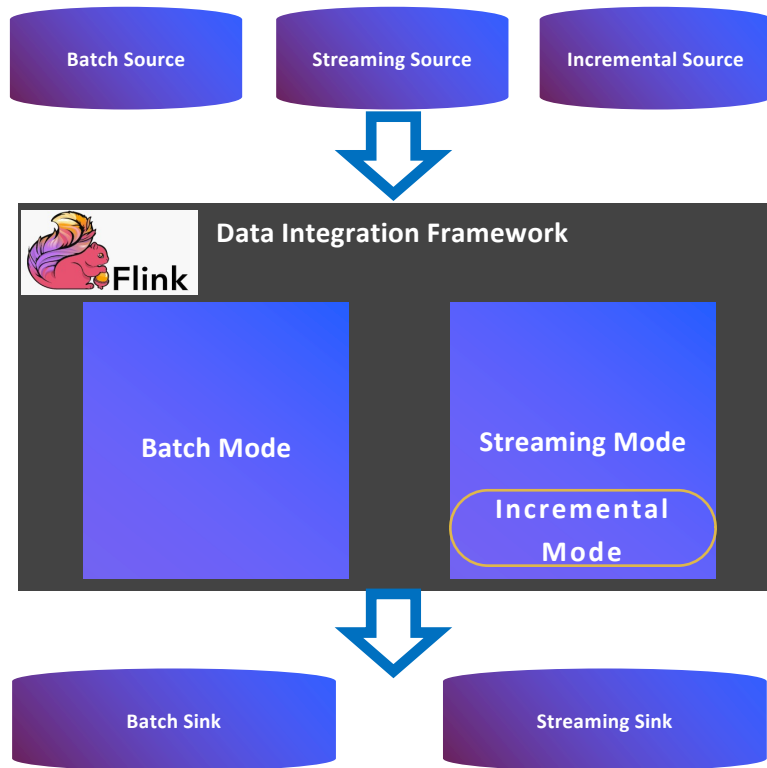 Batch Source
Streaming Source
Incremental Source
Data Integration Framework
Flink
Batch Mode
Streaming Mode
Incremental
Mode
Batch Sink
Streaming Sink